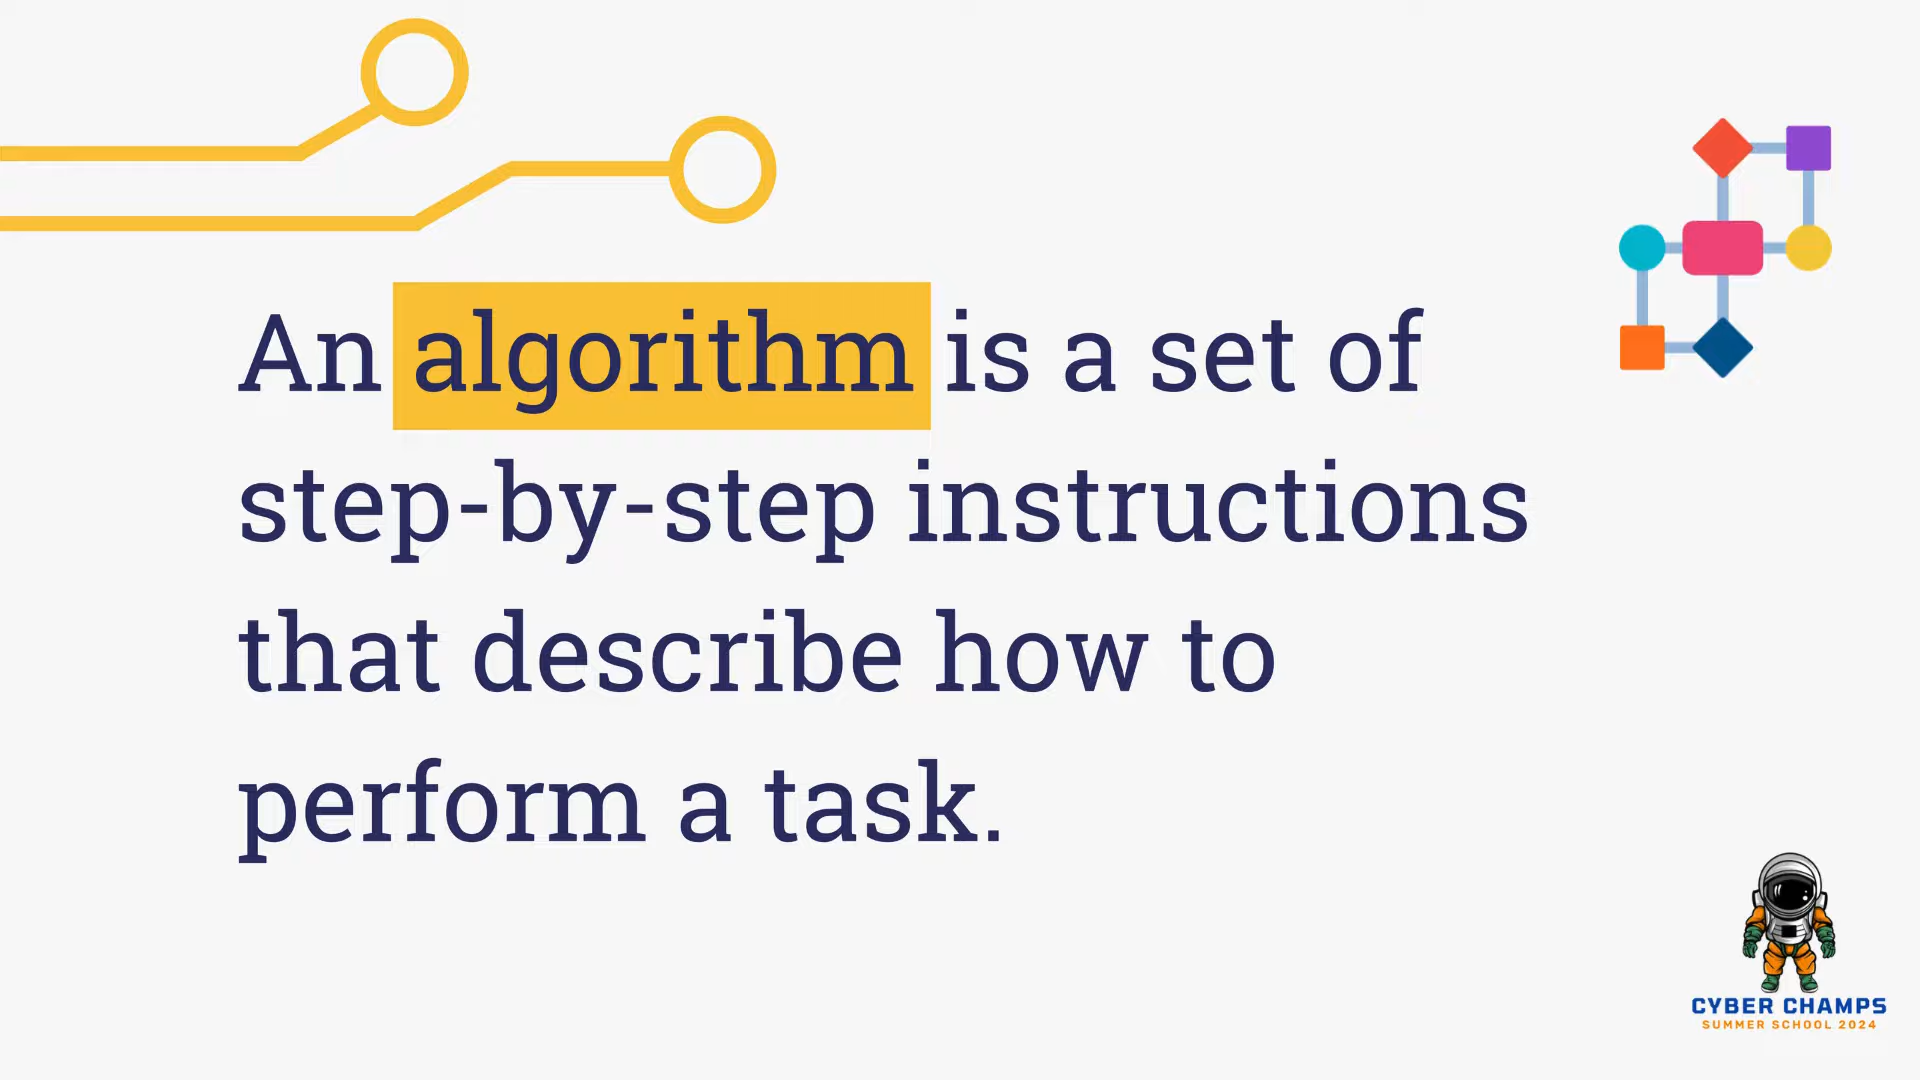 An algorithm is a set of
step-by-step instructions
that describe how to
perform a task.
CYBER CHAMPS
SUMMER SCHOOL 2024